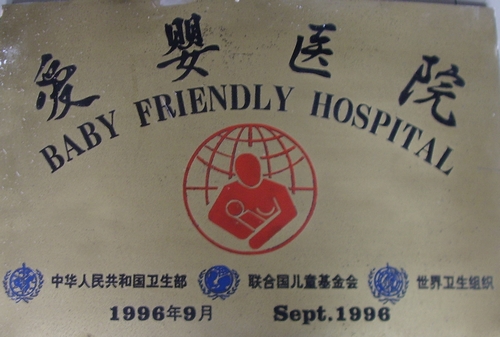 爱婴医院
BABY FRIENDLY HOSPITAL
中华人民共和国卫生部 联合国儿童基金会 世界卫生组织
1996年9月 Sept.1996